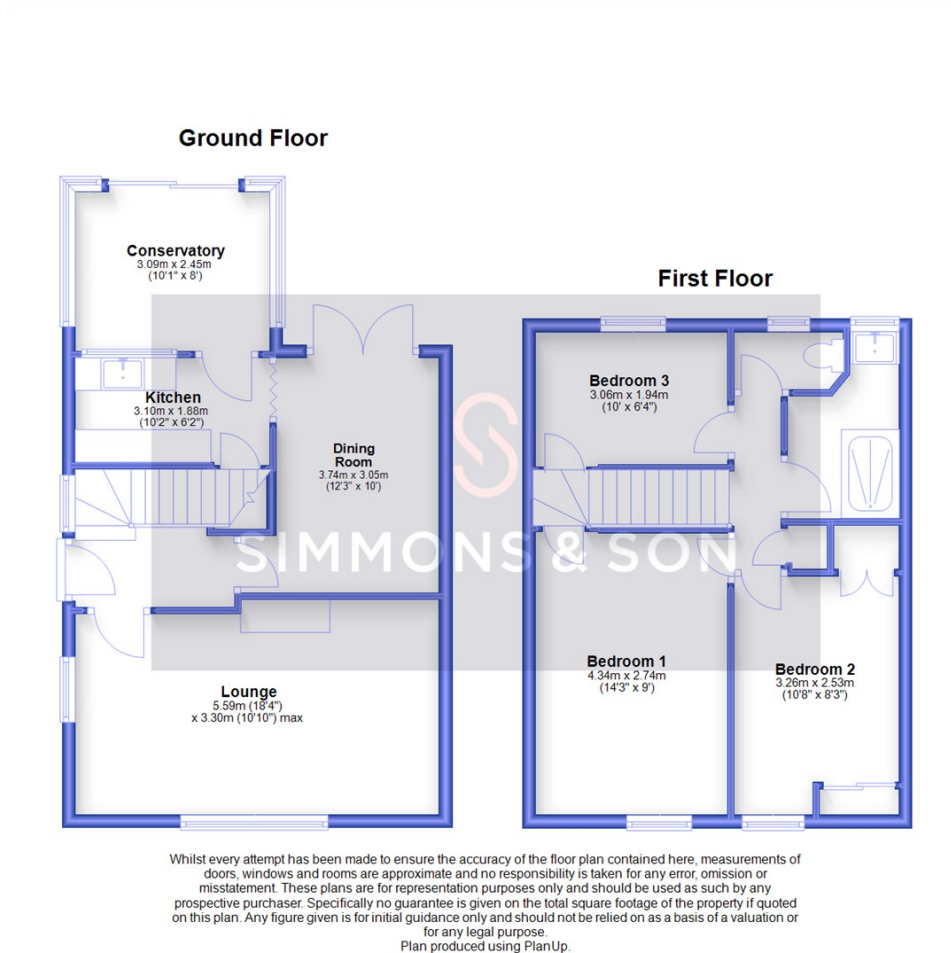 Ground Floor
Conservatory
3.09m x 2.45m
(10'1" x 8')
First Floor
Kitchen
3.10m x 1.88m
(10'2" x 6'2")
Bedroom 3
3.06m x 1.94m
(10' x 6'4")
Dining
Room
3.74m x 3.05m
(12'3" x 10')
SIMMONS & SON
Lounge
5.59m (18'4")
x 3.30m (10'10") max
Bedroom 1
4.34m x 2.74m
(14'3" x 9')
Bedroom 2
3.26m x 2.53m
(10'8" x 8'3")
Whilst every attempt has been made to ensure the accuracy of the floor plan contained here, measurements of
doors, windows and rooms are approximate and no responsibility is taken for any error, omission or
misstatement. These plans are for representation purposes only and should be used as such by any
prospective purchaser. Specifically no guarantee is given on the total square footage of the property if quoted
on this plan. Any figure given is for initial guidance only and should not be relied on as a basis of a valuation or
for any legal purpose.
Plan produced using PlanUp.